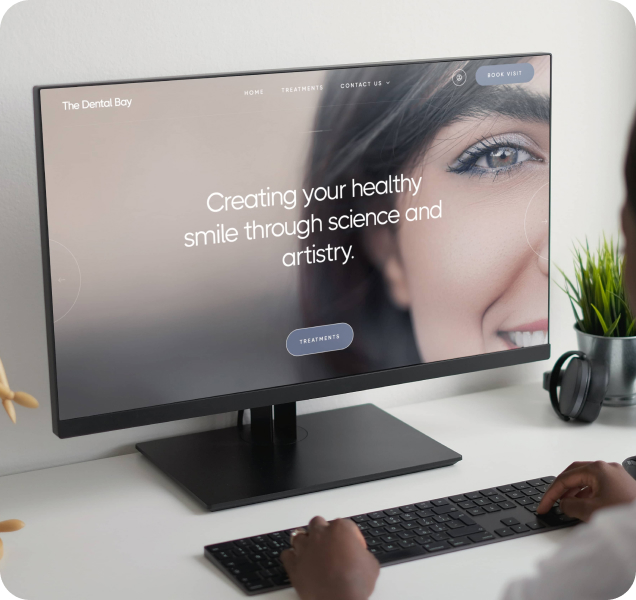 The Dental Bay
HOME
TREATMENTS
CONTACT US
BOOK VISIT
Creating your healthy
smile through science and
artistry.
TREATMENTS